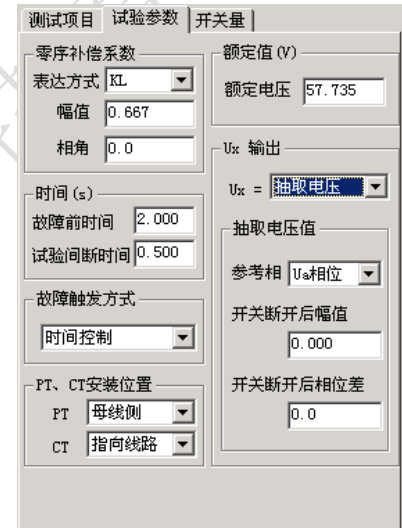 测试项目 试验参数 开关量
零序补偿系数
表达方式 KL
幅值 0.667
相角 0.0
时间(s)
故障前时间 2.000
试验间断时间 0.500
故障触发方式
时间控制
PT、CT安装位置
PT 母线侧
CT 指向线路
额定值(V)
额定电压 57.735
Ux 输出
Ux = 抽取电压
抽取电压值
参考相 Ua相位
开关断开后幅值
0.000
开关断开后相位差
0.0